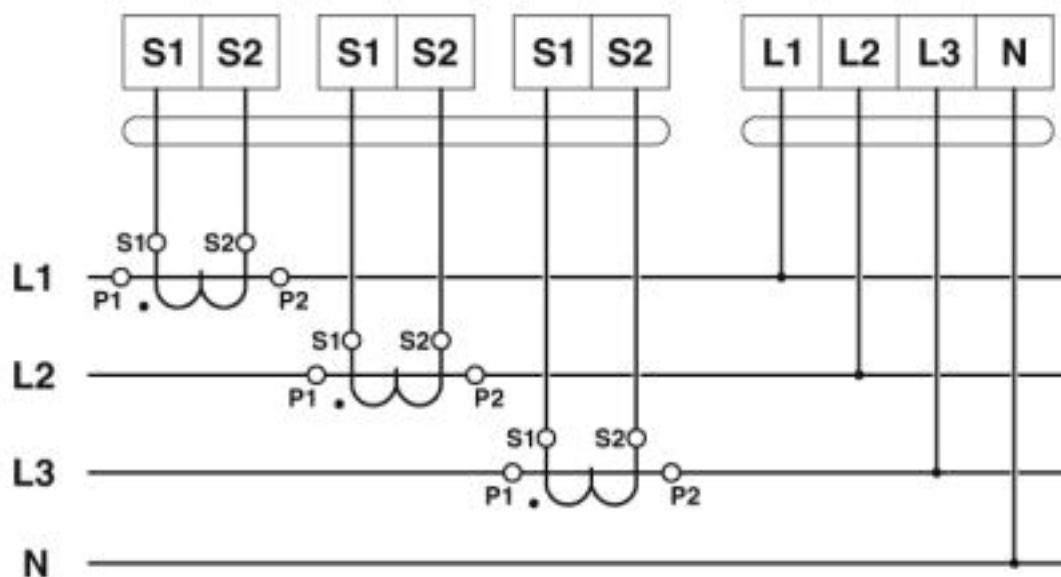 S1 S2 S1 S2 S1 S2 L1 L2 L3 N
S1 S2
L1
P1 P2
S1 S2
L2
P1 P2
S1 S2
L3
P1 P2
N